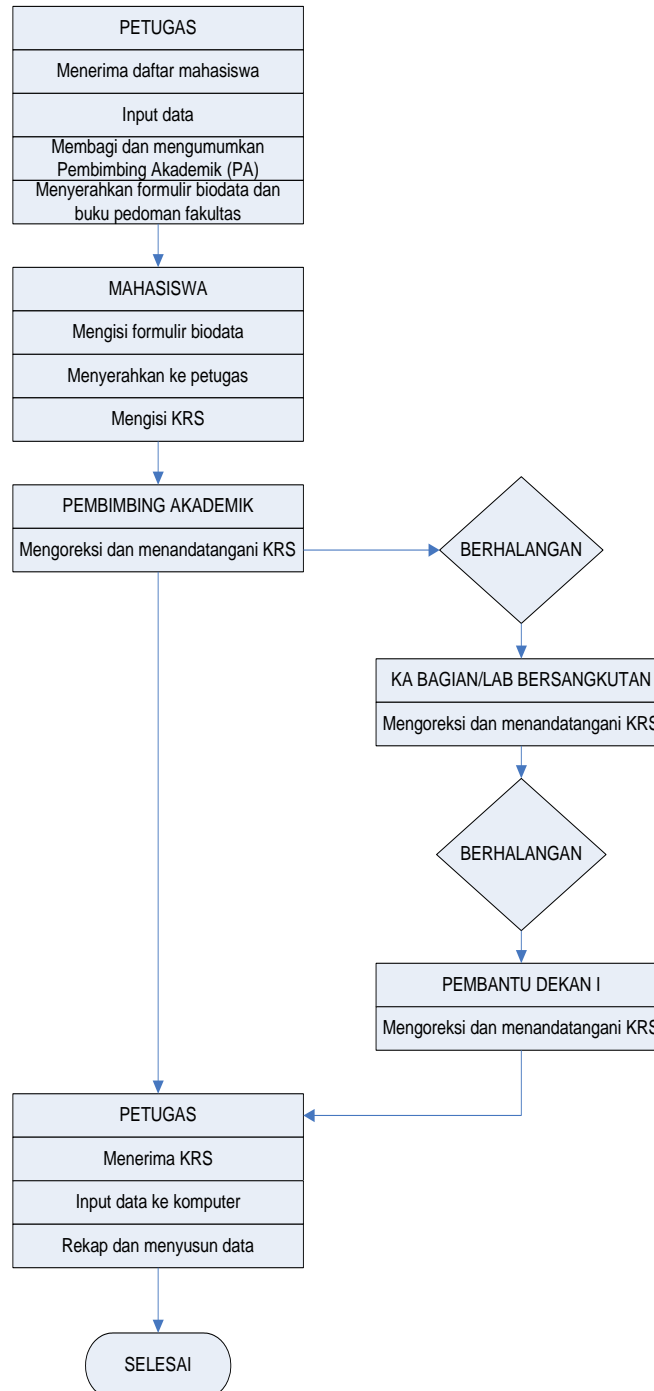 PETUGAS
Menerima daftar mahasiswa
Input data
Membagi dan mengumumkan
Pembimbing Akademik (PA)
Menyerahkan formulir biodata dan
buku pedoman fakultas
MAHASISWA
Mengisi formulir biodata
Menyerahkan ke petugas
Mengisi KRS
PEMBIMBING AKADEMIK
Mengoreksi dan menandatangani KRS
BERHALANGAN
KA BAGIAN/LAB BERSANGKUTAN
Mengoreksi dan menandatangani KRS
BERHALANGAN
PEMBANTU DEKAN I
Mengoreksi dan menandatangani KRS
PETUGAS
Menerima KRS
Input data ke komputer
Rekap dan menyusun data
SELESAI